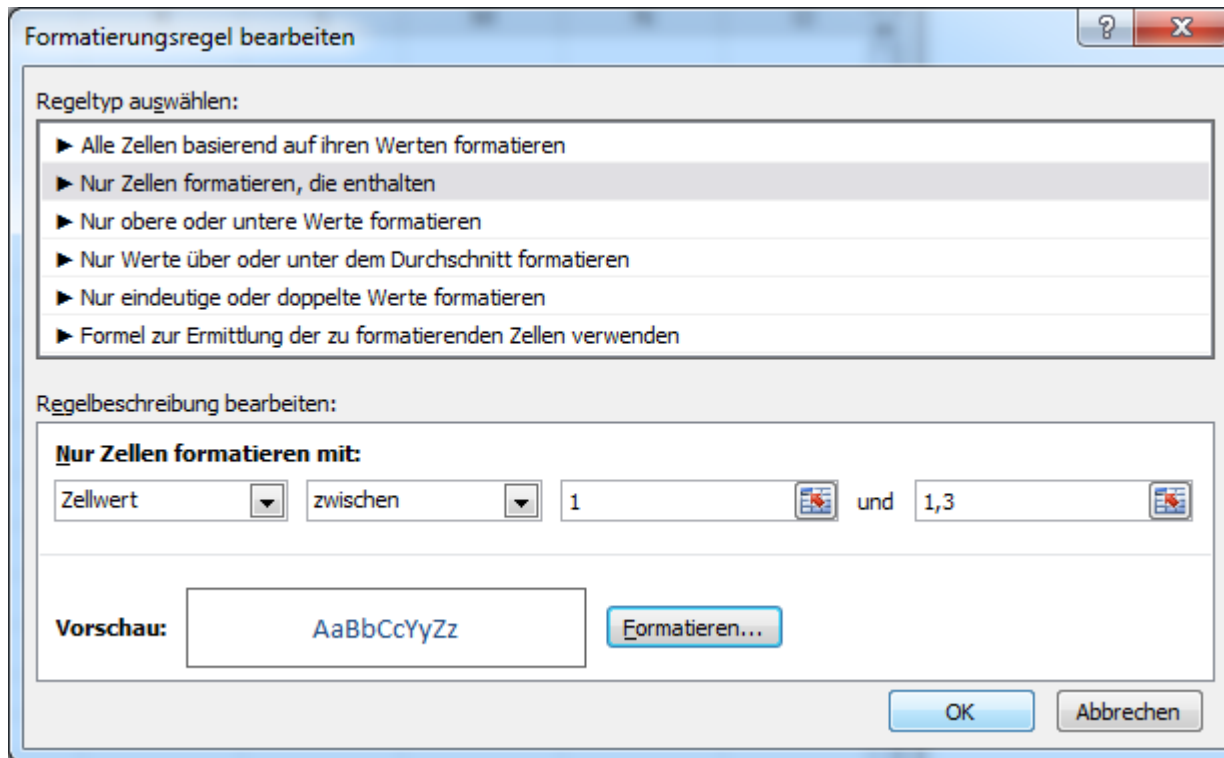 Formatierungsregel bearbeiten
Regeltyp auswählen:
► Alle Zellen basierend auf ihren Werten formatieren
► Nur Zellen formatieren, die enthalten
► Nur obere oder untere Werte formatieren
► Nur Werte über oder unter dem Durchschnitt formatieren
► Nur eindeutige oder doppelte Werte formatieren
► Formel zur Ermittlung der zu formatierenden Zellen verwenden
Regelbeschreibung bearbeiten:
Nur Zellen formatieren mit:
Zellwert zwischen 1 und 1,3
Vorschau: AaBbCcYyZz Formatieren...
OK Abbrechen